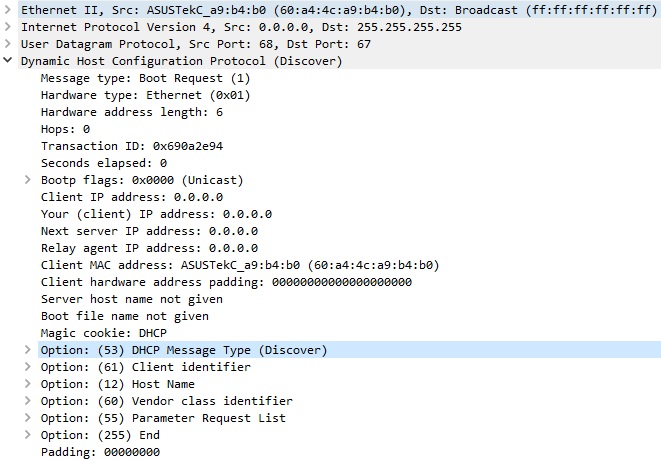 Ethernet II, Src: ASUSTekC_a9:b4:b0 (60:a4:4c:a9:b4:b0), Dst: Broadcast (ff:ff:ff:ff:ff:ff)
Internet Protocol Version 4, Src: 0.0.0.0, Dst: 255.255.255.255
User Datagram Protocol, Src Port: 68, Dst Port: 67
Dynamic Host Configuration Protocol (Discover)
Message type: Boot Request (1)
Hardware type: Ethernet (0x01)
Hardware address length: 6
Hops: 0
Transaction ID: 0x690a2e94
Seconds elapsed: 0
Bootp flags: 0x0000 (Unicast)
Client IP address: 0.0.0.0
Your (client) IP address: 0.0.0.0
Next server IP address: 0.0.0.0
Relay agent IP address: 0.0.0.0
Client MAC address: ASUSTekC_a9:b4:b0 (60:a4:4c:a9:b4:b0)
Client hardware address padding: 00000000000000000000
Server host name not given
Boot file name not given
Magic cookie: DHCP
Option: (53) DHCP Message Type (Discover)
Option: (61) Client identifier
Option: (12) Host Name
Option: (60) Vendor class identifier
Option: (55) Parameter Request List
Option: (255) End
Padding: 00000000